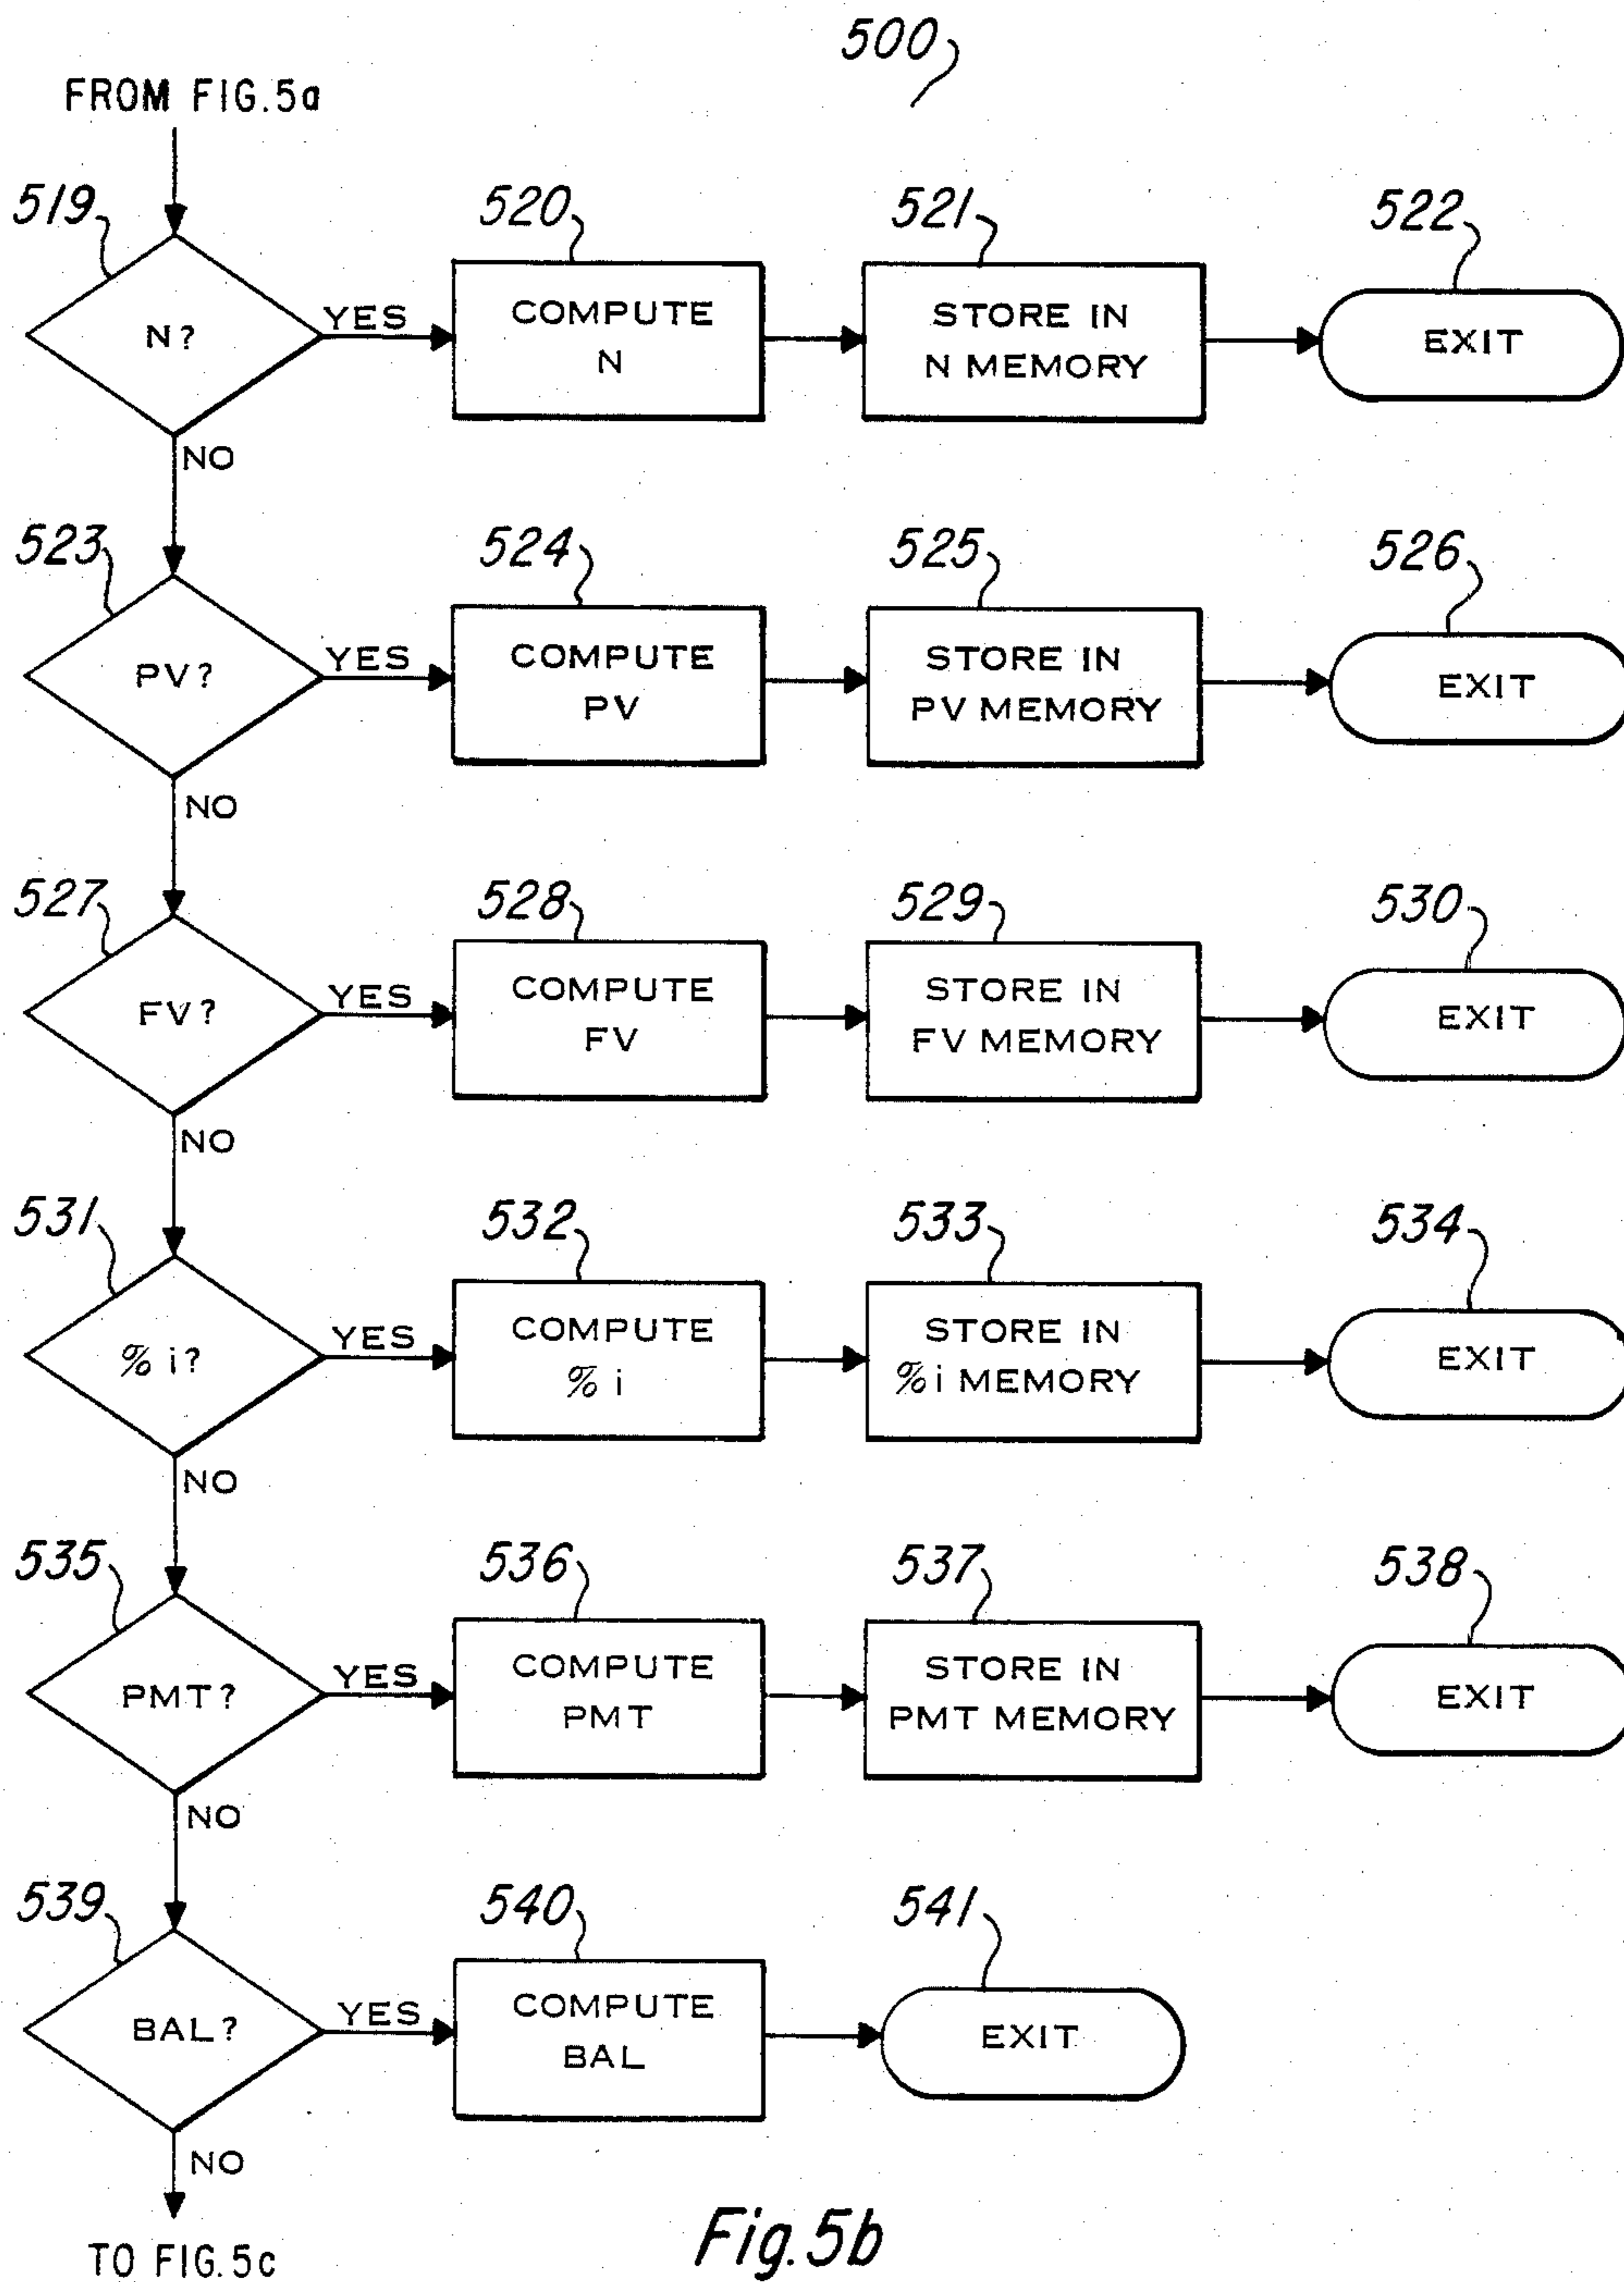 500
FROM FIG.5a
519
520
521
522
N?
YES
COMPUTE
N
STORE IN
N MEMORY
EXIT
NO
523
524
525
526
PV?
YES
COMPUTE
PV
STORE IN
PV MEMORY
EXIT
NO
527
528
529
530
FV?
YES
COMPUTE
FV
STORE IN
FV MEMORY
EXIT
NO
531
532
533
534
% i?
YES
COMPUTE
% i
STORE IN
% i MEMORY
EXIT
NO
535
536
537
538
PMT?
YES
COMPUTE
PMT
STORE IN
PMT MEMORY
EXIT
NO
539
540
541
BAL?
YES
COMPUTE
BAL
EXIT
NO
TO FIG.5c
Fig.5b